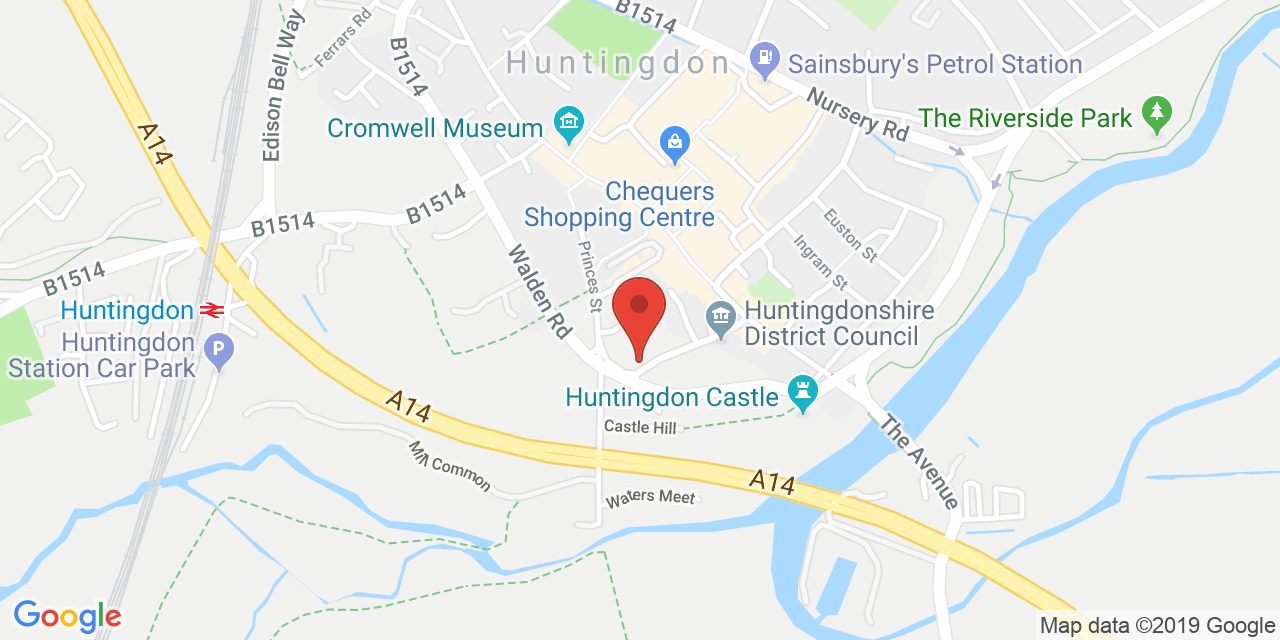 B1514
Ferrars Rd
Edison Bell Way
B1514
Huntingdon
Sainsbury's Petrol Station
Nursery Rd
The Riverside Park
A14
Cromwell Museum
Chequers
Shopping Centre
B1514
B1514
B1514
Euston St
Ingram St
Princes St
Walden Rd
Huntingdon
Huntingdon
Station Car Park
P
Huntingdonshire
District Council
Huntingdon Castle
A14
Castle Hill
The Avenue
Mill Common
A14
Waters Meet
Google
Map data ©2019 Google